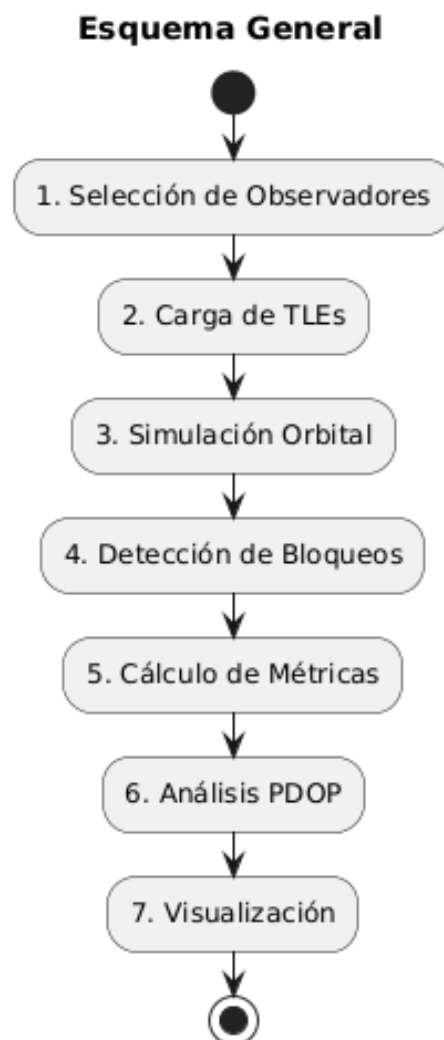 Esquema General
1. Selección de Observadores
2. Carga de TLEs
3. Simulación Orbital
4. Detección de Bloqueos
5. Cálculo de Métricas
6. Análisis PDOP
7. Visualización